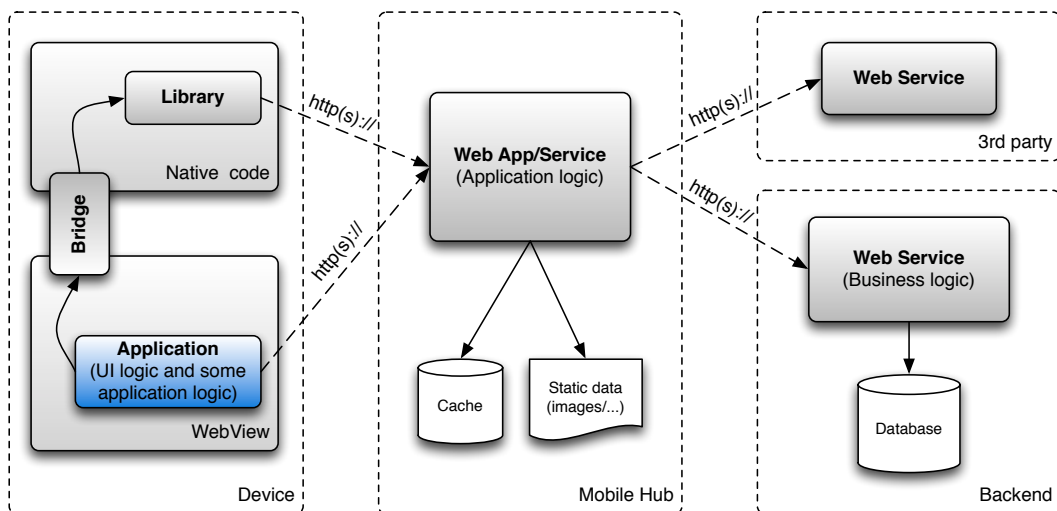 Library
Native code
Bridge
Application
(UI logic and some
application logic)
WebView
Device
http(s)://
http(s)://
Web App/Service
(Application logic)
Cache
Static data
(images/...)
Mobile Hub
http(s)://
http(s)://
Web Service
3rd party
Web Service
(Business logic)
Database
Backend